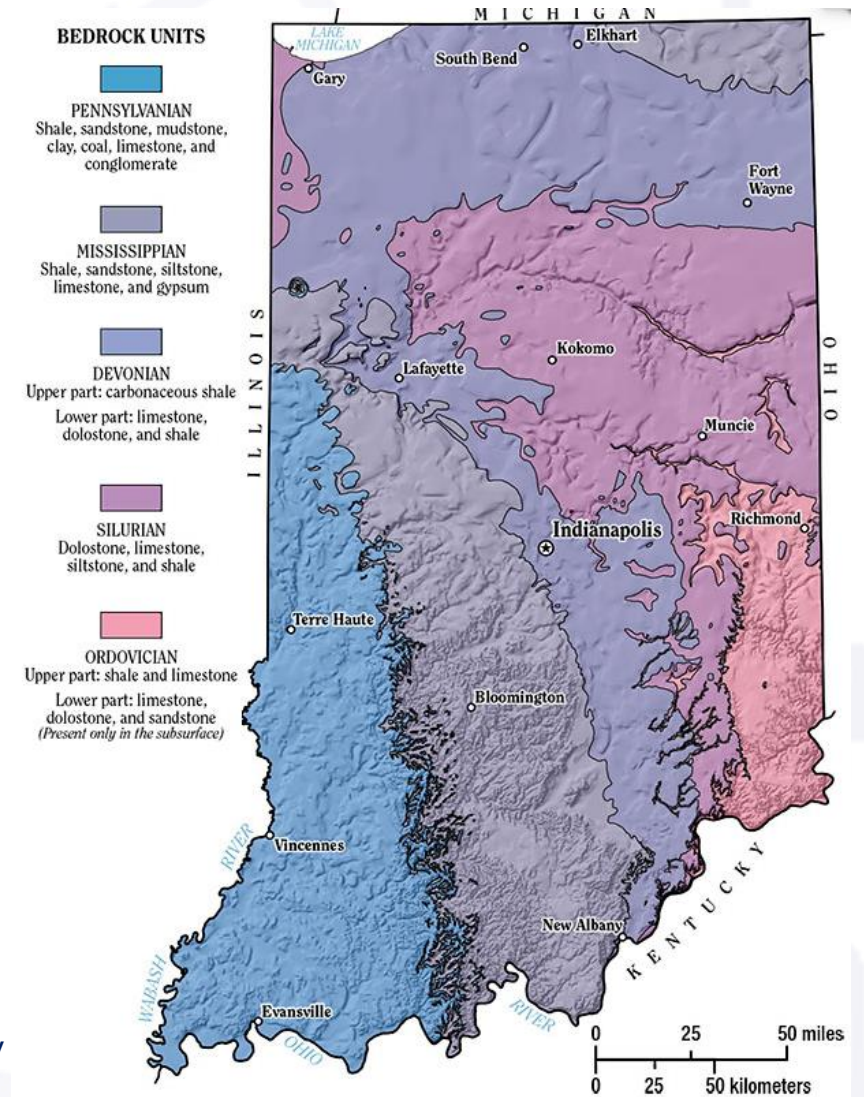 MICHIGAN
BEDROCK UNITS
PENNSYLVANIAN
Shale, sandstone, mudstone,
clay, coal, limestone, and
conglomerate
MISSISSIPPIAN
Shale, sandstone, siltstone,
limestone, and gypsum
DEVONIAN
Upper part: carbonaceous shale
Lower part: limestone,
dolostone, and shale
SILURIAN
Dolostone, limestone,
siltstone, and shale
ORDOVICIAN
Upper part: shale and limestone
Lower part: limestone,
dolostone, and sandstone
(Present only in the subsurface)
LAKE
MICHIGAN
Gary
South Bend
Elkhart
Fort
Wayne
ILLINOIS
OHIO
Kokomo
Lafayette
Muncie
Richmond
Indianapolis
Terre Haute
Bloomington
Vincennes
RIVER
WABASH
New Albany
KENTUCKY
Evansville
OHIO
RIVER
0 25 50 miles
0 25 50 kilometers